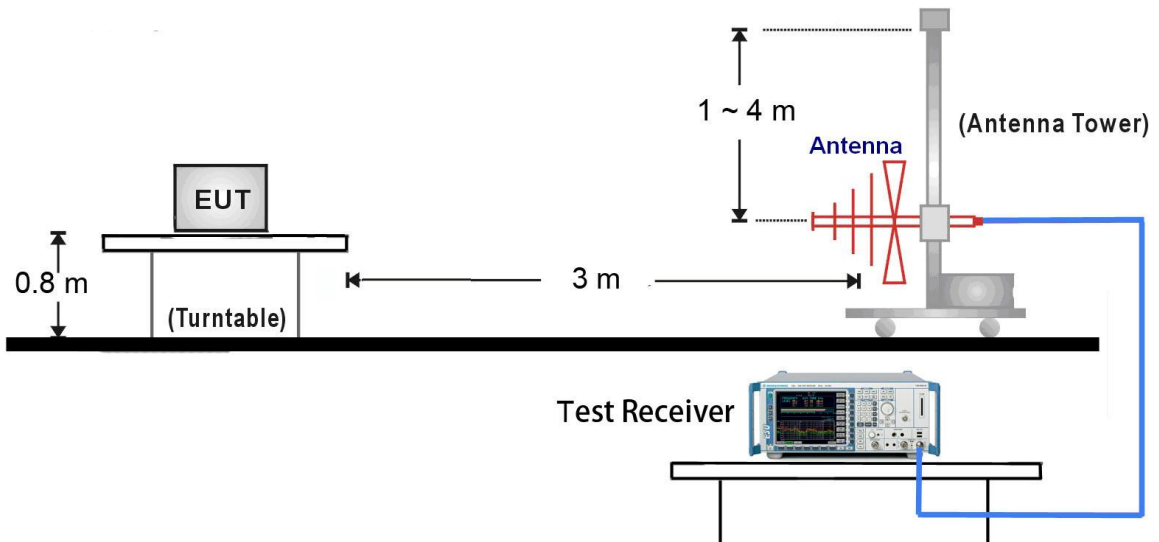 1 ~ 4 m
(Antenna Tower)
Antenna
EUT
0.8 m
3 m
(Turntable)
Test Receiver